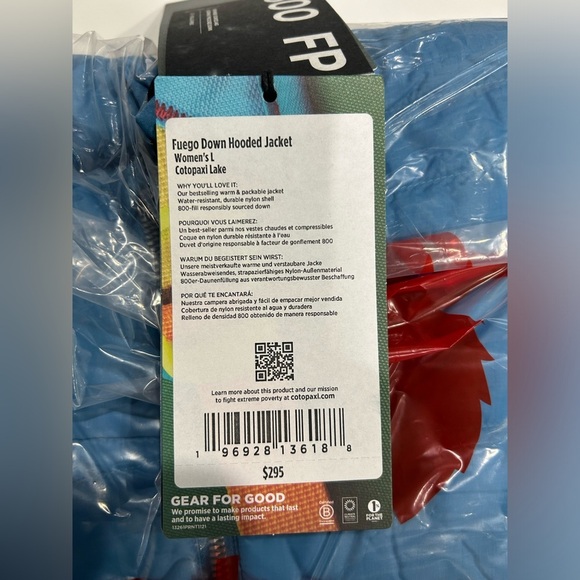 800 FP
Fuego Down Hooded Jacket
Women's L
Cotopaxi Lake
WHY YOU'LL LOVE IT:
Our bestselling warm & packable jacket
Water-resistant, durable nylon shell
800-fill responsibly sourced down
POURQUOI VOUS L'AIMEREZ:
Un best-seller parmi nos vestes chaudes et compressibles
Coque en nylon durable résistante à l'eau
Duvet d'origine responsable à facteur de gonflement 800
WARUM DU BEGEISTERT SEIN WIRST:
Unsere meistverkaufte warme und verstaubare Jacke
Wasserabweisendes, strapazierfähiges Nylon-Außenmaterial
800er-Daunenfüllung aus verantwortungsbewusster Beschaffung
POR QUÉ TE ENCANTARÁ:
Nuestra campera abrigada y fácil de empacar mejor vendida
Cobertura de nylon resistente al agua y duradera
Relleno de densidad 800 obtenido de manera responsable
Learn more about this product and our mission
to fight extreme poverty at cotopaxi.com
1 96928 13618 8
$295
GEAR FOR GOOD
We promise to make products that last
and to have a lasting impact.
Certified
B
FOR THE
PLANET